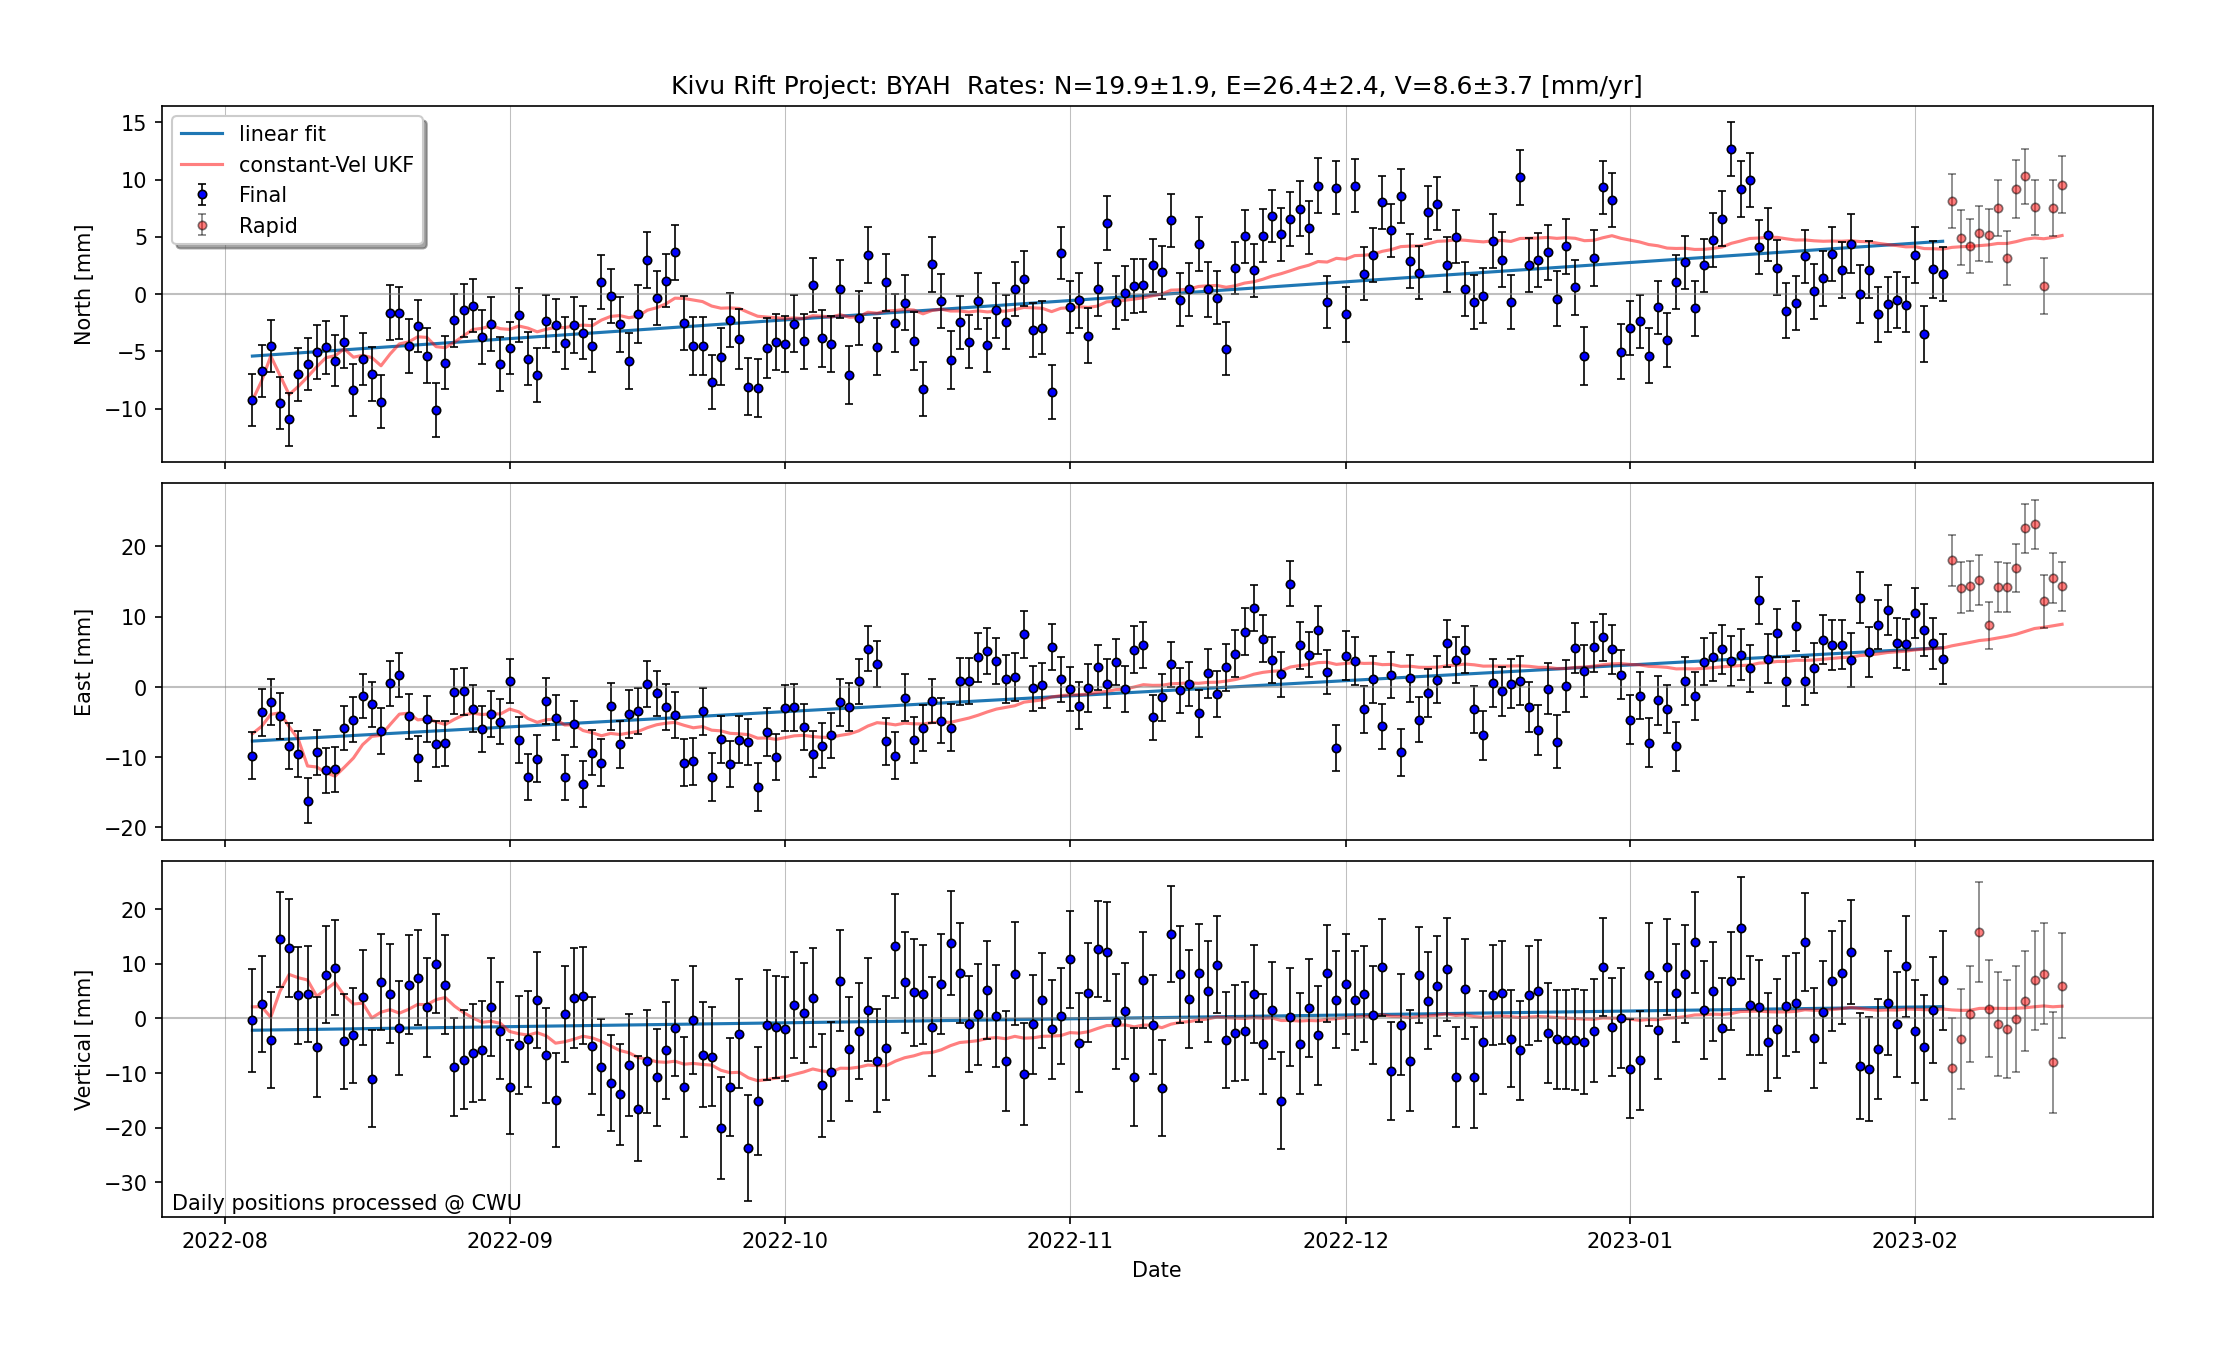 Kivu Rift Project: BYAH  Rates: N=19.9±1.9, E=26.4±2.4, V=8.6±3.7 [mm/yr]
linear fit
constant-Vel UKF
Final
Rapid
North [mm]
15
10
5
0
−5
−10
East [mm]
20
10
0
−10
−20
Vertical [mm]
20
10
0
−10
−20
−30
Daily positions processed @ CWU
2022-08 2022-09 2022-10 2022-11 2022-12 2023-01 2023-02
Date